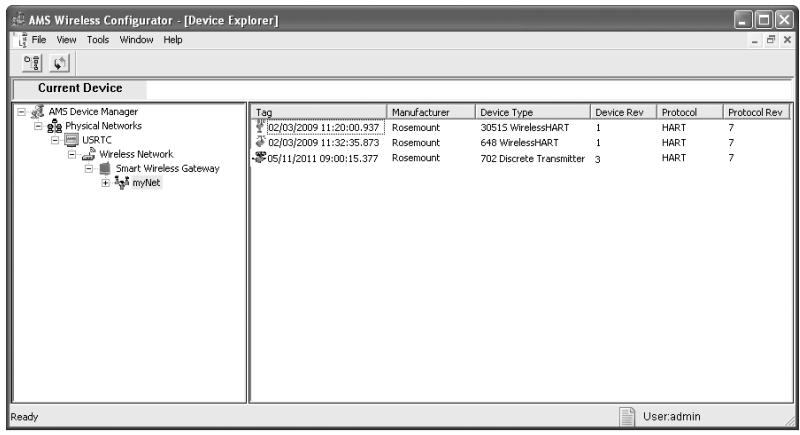 AMS Wireless Configurator - [Device Explorer]
File View Tools Window Help
Current Device
AMS Device Manager
Physical Networks
USRTC
Wireless Network
Smart Wireless Gateway
myNet
Tag Manufacturer Device Type Device Rev Protocol Protocol Rev
02/03/2009 11:20:00.937 Rosemount 3051S WirelessHART 1 HART 7
02/03/2009 11:32:35.873 Rosemount 648 WirelessHART 1 HART 7
05/11/2011 09:00:15.377 Rosemount 702 Discrete Transmitter 3 HART 7
Ready
User:admin